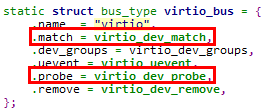 static struct bus_type virtio_bus = {
.name = "virtio",
.match = virtio_dev_match,
.dev_groups = virtio_dev_groups,
.uevent = virtio_uevent,
.probe = virtio_dev_probe,
.remove = virtio_dev_remove,
};